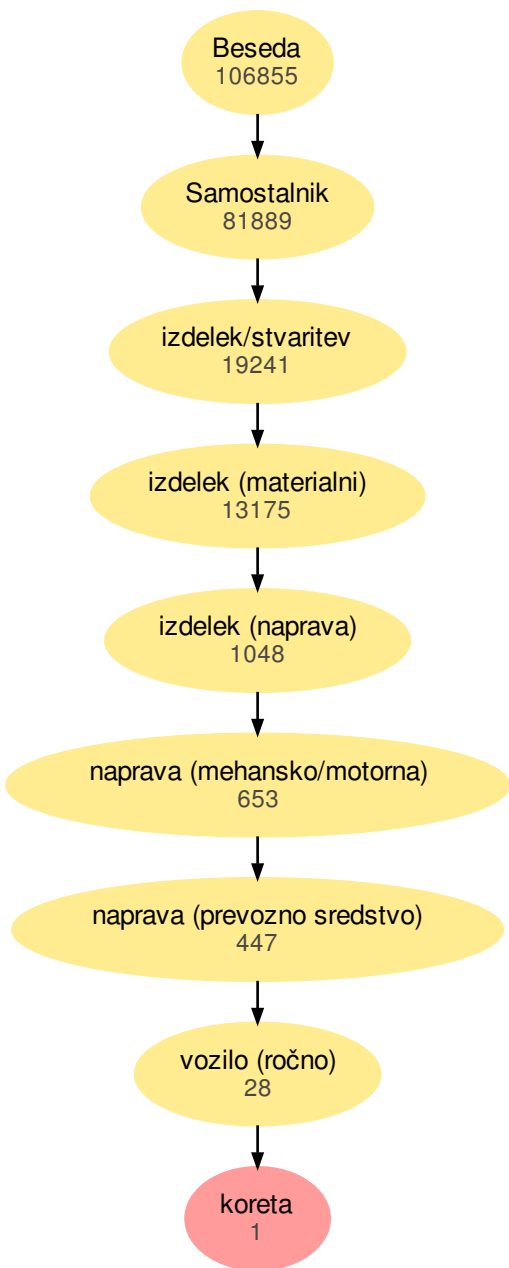 Beseda
106855
Samostalnik
81889
izdelek/stvaritev
19241
izdelek (materialni)
13175
izdelek (naprava)
1048
naprava (mehansko/motorna)
653
naprava (prevozno sredstvo)
447
vozilo (ročno)
28
koreta
1